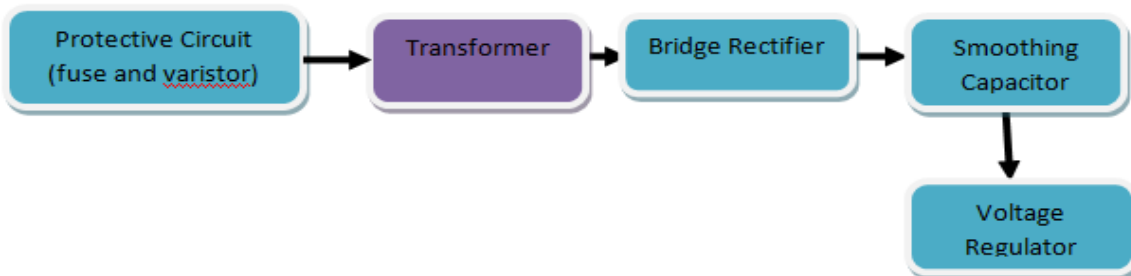 Protective Circuit
(fuse and varistor)
Transformer
Bridge Rectifier
Smoothing
Capacitor
Voltage
Regulator